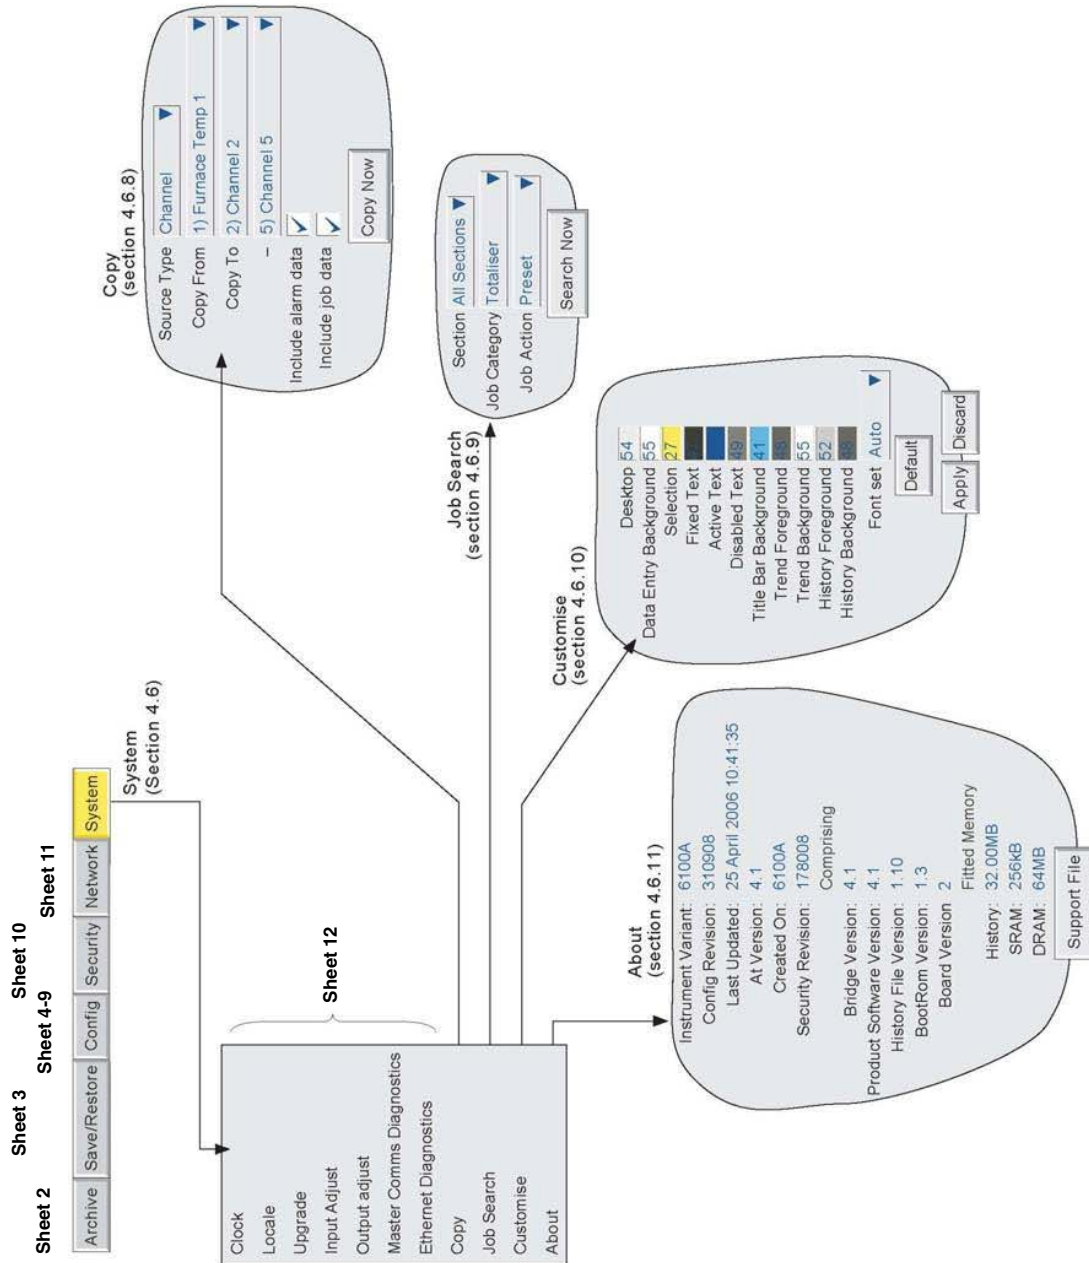 Sheet 2
Sheet 3
Sheet 4-9
Sheet 10
Sheet 11
Archive
Save/Restore
Config
Security
Network
System
System
(Section 4.6)
Clock
Locale
Upgrade
Input Adjust
Output adjust
Master Comms Diagnostics
Ethernet Diagnostics
Copy
Job Search
Customise
About
Sheet 12
Copy
(section 4.6.8)
Source Type Channel
Copy From 1) Furnace Temp 1
Copy To 2) Channel 2
– 5) Channel 5
Include alarm data
Include job data
Copy Now
Job Search
(section 4.6.9)
Section All Sections
Job Category Totaliser
Job Action Preset
Search Now
Customise
(section 4.6.10)
Desktop 54
Data Entry Background 55
Selection 27
Fixed Text
Active Text
Disabled Text 49
Title Bar Background 41
Trend Foreground 48
Trend Background 55
History Foreground 52
History Background 48
Font set Auto
Default
Apply
Discard
About
(section 4.6.11)
Instrument Variant: 6100A
Config Revision: 310908
Last Updated: 25 April 2006 10:41:35
At Version: 4.1
Created On: 6100A
Security Revision: 178008
Comprising
Bridge Version: 4.1
Product Software Version: 4.1
History File Version: 1.10
BootRom Version: 1.3
Board Version 2
Fitted Memory
History: 32.00MB
SRAM: 256kB
DRAM: 64MB
Support File